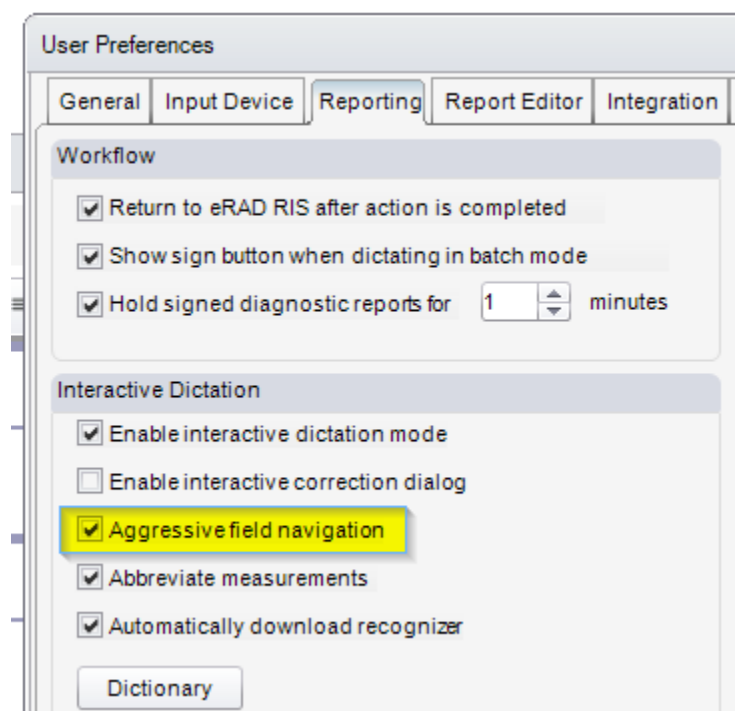 User Preferences
General Input Device Reporting Report Editor Integration
Workflow
Return to eRAD RIS after action is completed
Show sign button when dictating in batch mode
Hold signed diagnostic reports for 1 minutes
Interactive Dictation
Enable interactive dictation mode
Enable interactive correction dialog
Aggressive field navigation
Abbreviate measurements
Automatically download recognizer
Dictionary